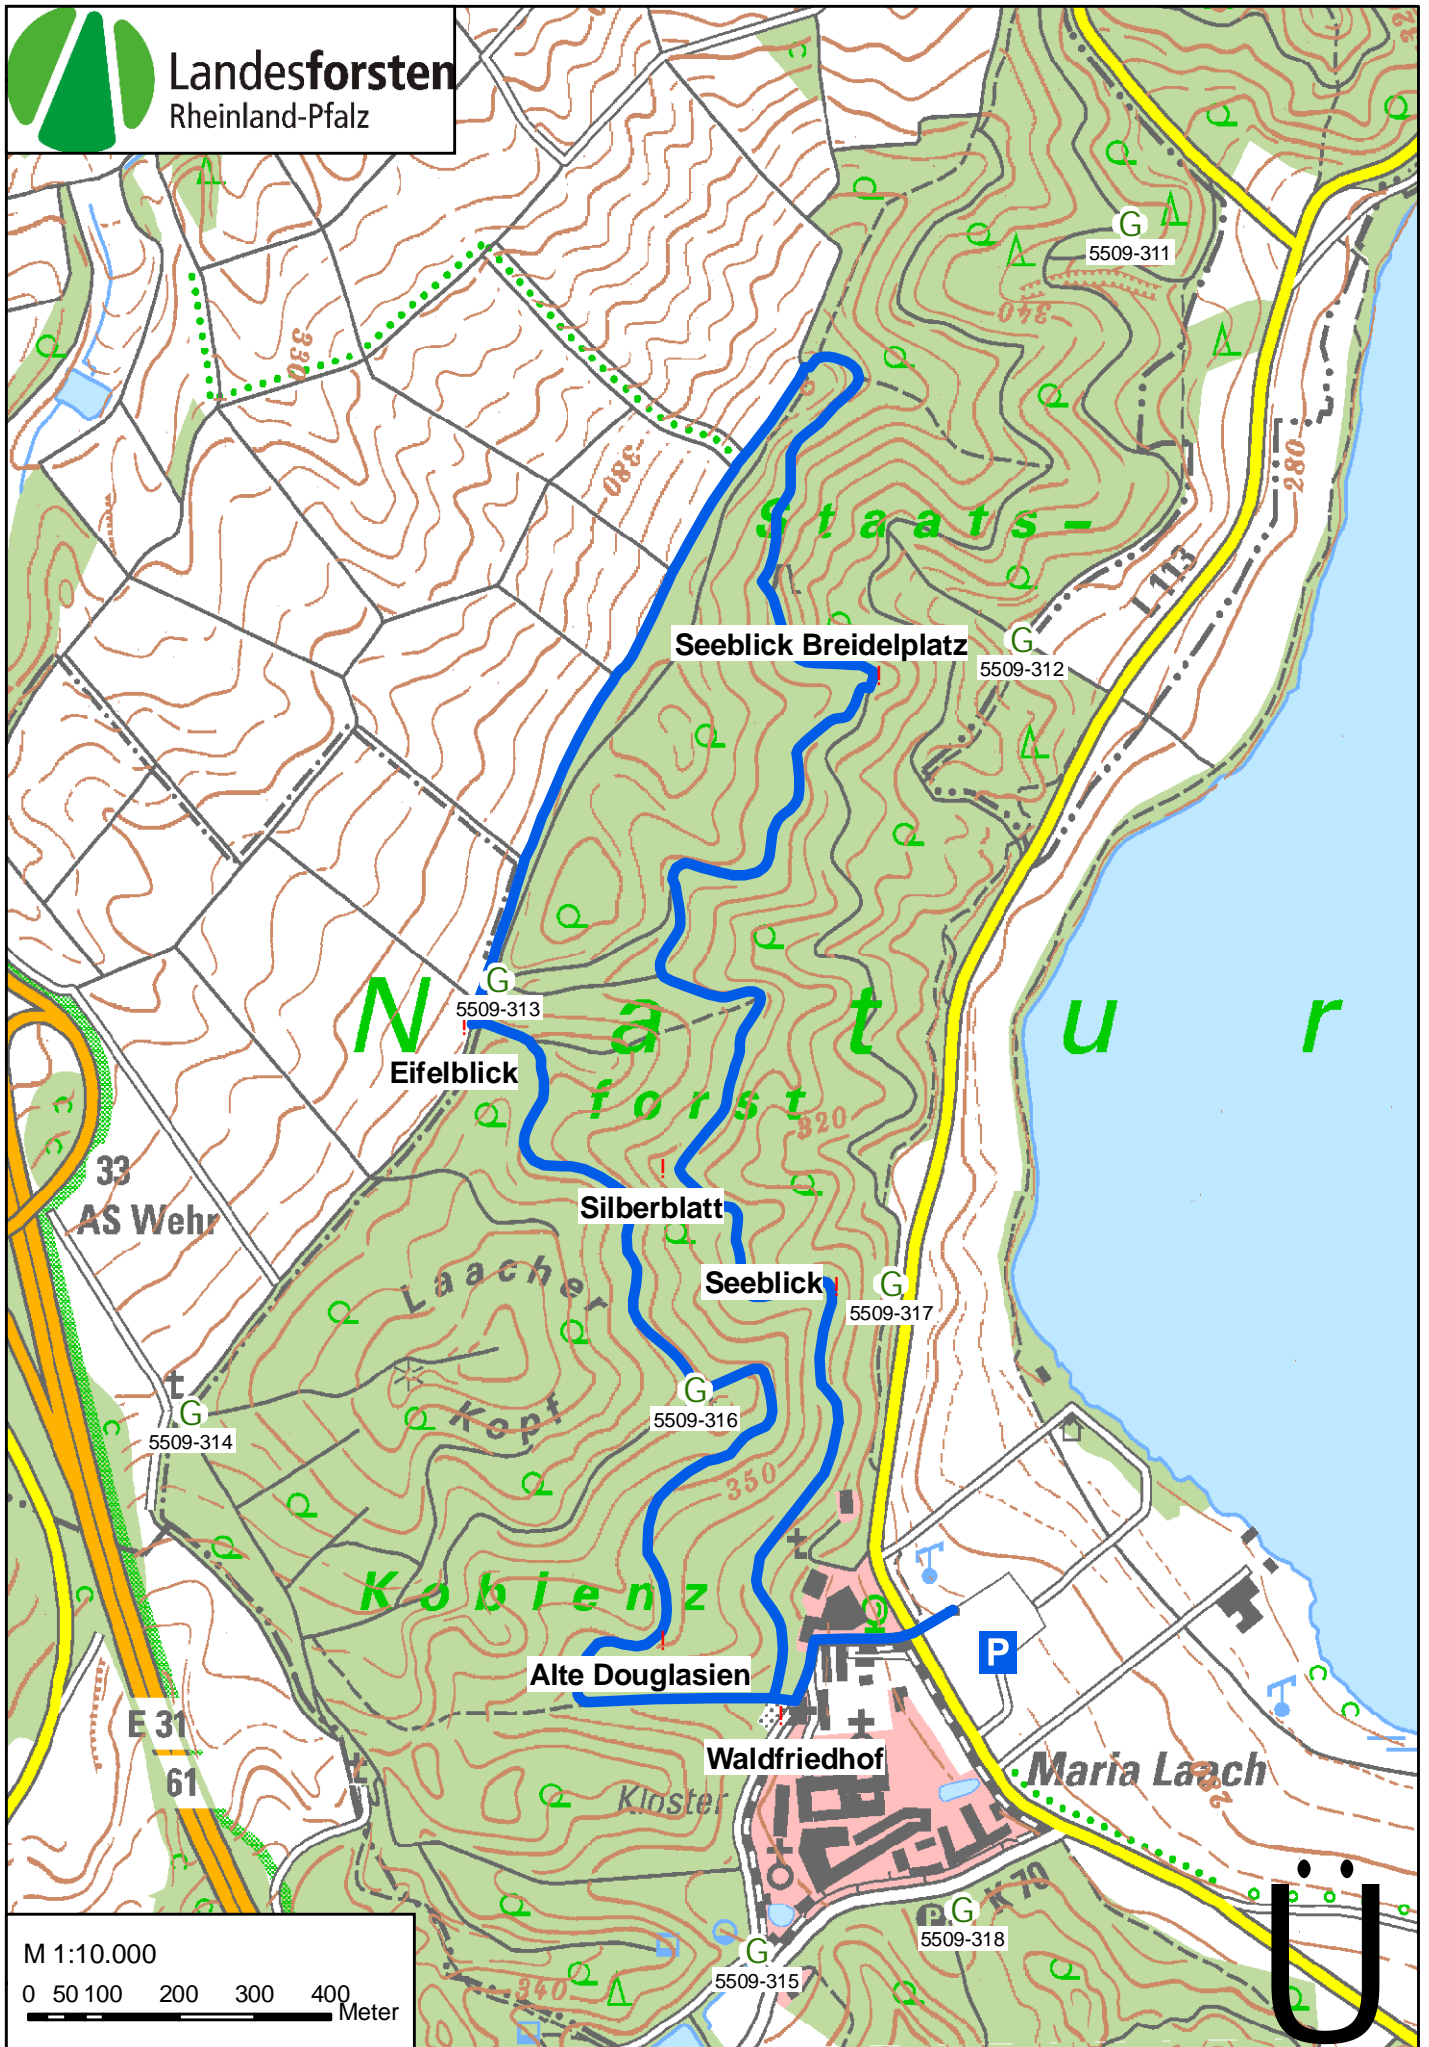 Landesforsten
Rheinland-Pfalz
G
5509-311
340
330
380
280
Staats-
L 113
Seeblick Breidelplatz
!
G
5509-312
G
5509-313
!
Natur
Eifelblick
forst
320
33
AS Wehr
!
Silberblatt
Seeblick
!
G
5509-317
Laacher
Kopf
G
5509-314
G
5509-316
350
Koblenz
!
Alte Douglasien
P
!
Waldfriedhof
E 31
61
Maria Laach
280
Kloster
K 70
P
G
5509-318
G
5509-315
340
Ü
M 1:10.000
0 50 100 200 300 400
Meter